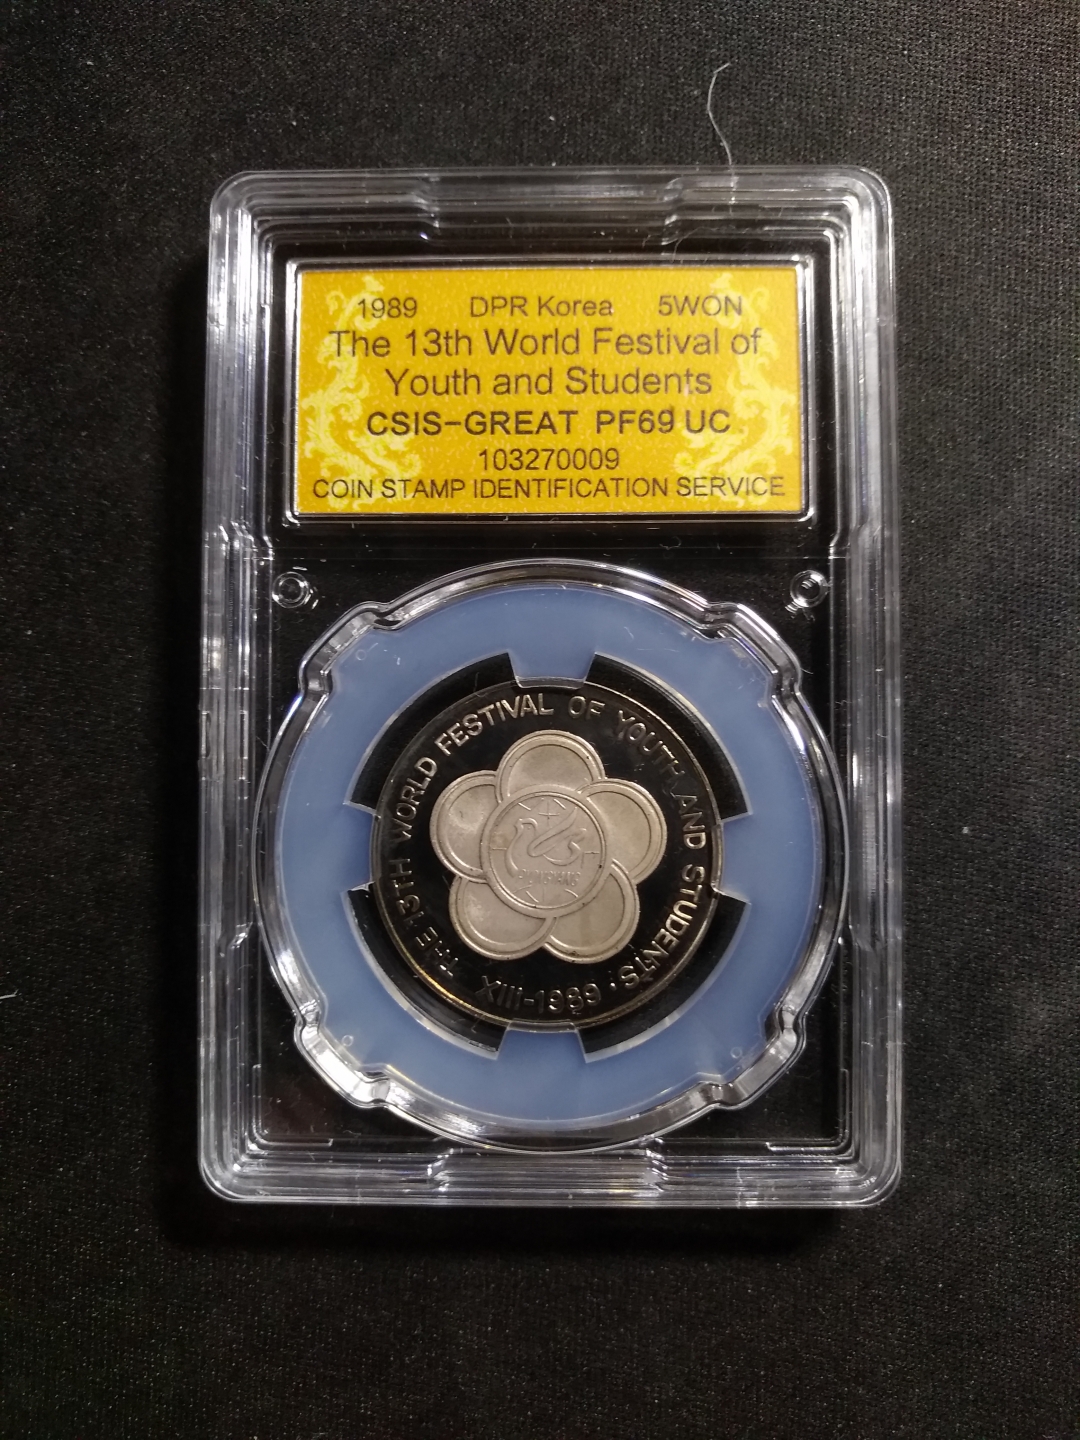 1989 DPR Korea 5WON
The 13th World Festival of
Youth and Students
CSIS-GREAT PF69 UC
103270009
COIN STAMP IDENTIFICATION SERVICE
THE 13TH WORLD FESTIVAL OF YOUTH AND STUDENTS
XIII-1989 •